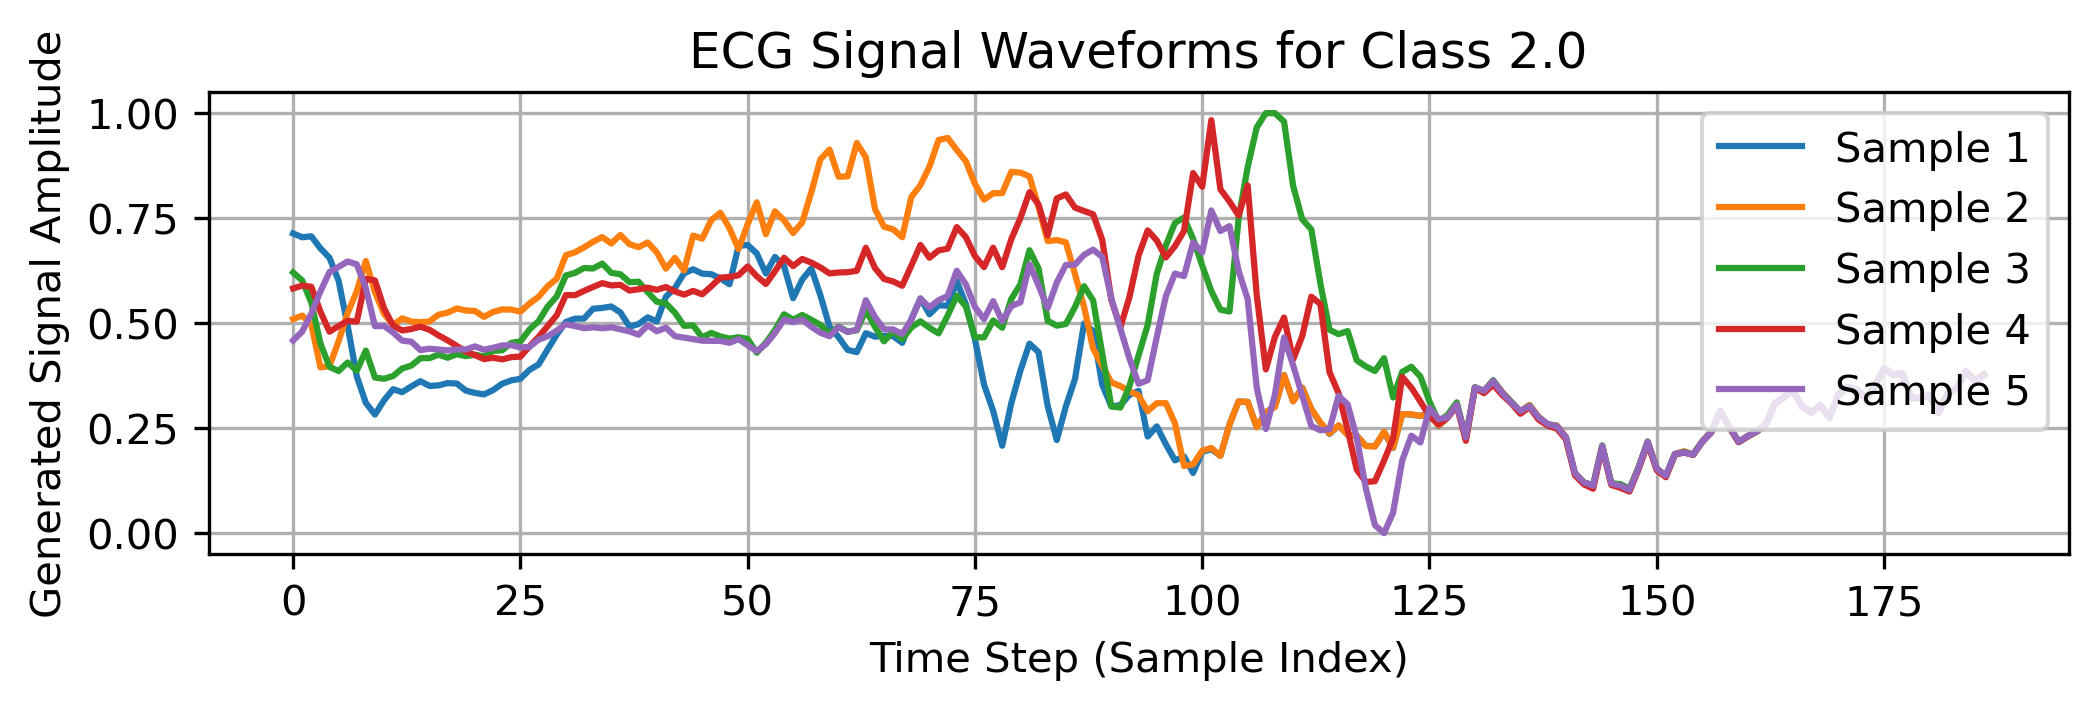 ECG Signal Waveforms for Class 2.0
Generated Signal Amplitude
1.00
0.75
0.50
0.25
0.00
Sample 1
Sample 2
Sample 3
Sample 4
Sample 5
0 25 50 75 100 125 150 175
Time Step (Sample Index)